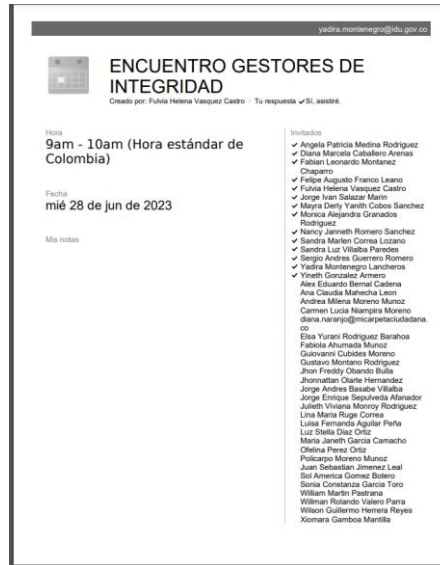 yadira.montenegro@idu.gov.co
ENCUENTRO GESTORES DE
INTEGRIDAD
Creado por: Fulvia Helena Vasquez Castro · Tu respuesta ✔Sí, asistiré.
Hora
9am - 10am (Hora estándar de
Colombia)
Fecha
mié 28 de jun de 2023
Mis notas
Invitados
✔ Angela Patricia Medina Rodriguez
✔ Diana Marcela Caballero Arenas
✔ Fabian Leonardo Montanez
Chaparro
✔ Felipe Augusto Franco Leano
✔ Fulvia Helena Vasquez Castro
✔ Jorge Ivan Salazar Marin
✔ Mayra Derly Yanith Cobos Sanchez
✔ Monica Alejandra Granados
Rodriguez
✔ Nancy Janneth Romero Sanchez
✔ Sandra Marlen Correa Lozano
✔ Sandra Luz Villalba Paredes
✔ Sergio Andres Guerrero Romero
✔ Yadira Montenegro Lancheros
✔ Yineth Gonzalez Armero
Alex Eduardo Bernal Cadena
Ana Claudia Mahecha Leon
Andrea Milena Moreno Munoz
Carmen Lucia Niampira Moreno
diana.naranjo@micarpetaciudadana.
co
Elsa Yurani Rodriguez Barahoa
Fabiola Ahumada Munoz
Guiovanni Cubides Moreno
Gustavo Montano Rodriguez
Jhon Freddy Obando Bulla
Jhonnattan Olarte Hernandez
Jorge Andres Basabe Villalba
Jorge Enrique Sepulveda Afanador
Julieth Viviana Monroy Rodriguez
Lina Maria Ruge Correa
Luisa Fernanda Aguilar Peña
Luz Stella Diaz Ortiz
Maria Janeth Garcia Camacho
Ofelina Perez Ortiz
Policarpo Moreno Munoz
Juan Sebastian Jimenez Leal
Sol America Gomez Botero
Sonia Constanza Garcia Toro
William Martin Pastrana
Willman Rolando Valero Parra
Wilson Guillermo Herrera Reyes
Xiomara Gamboa Mantilla